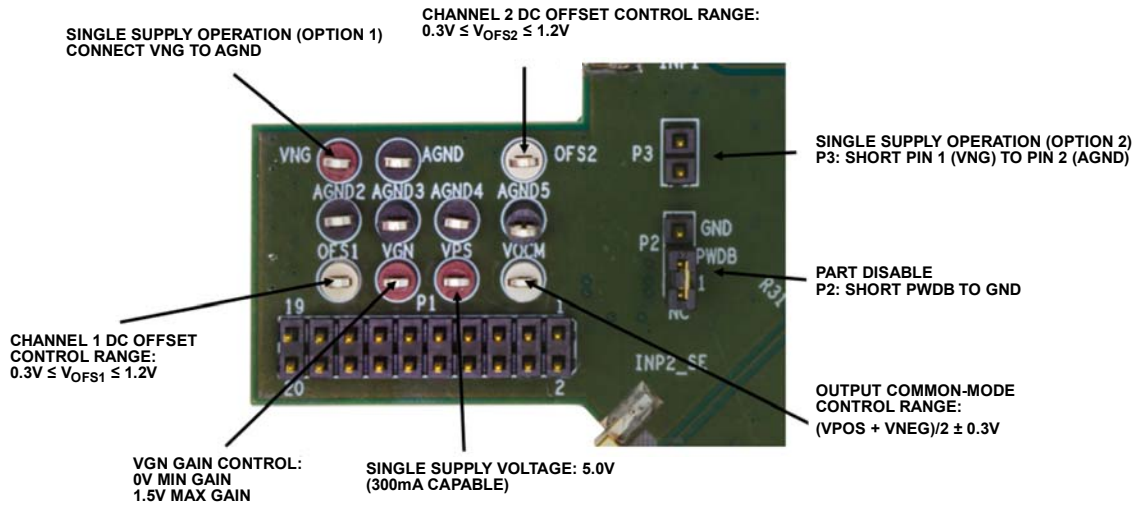 CHANNEL 2 DC OFFSET CONTROL RANGE:
0.3V ≤ VOFS2 ≤ 1.2V
SINGLE SUPPLY OPERATION (OPTION 1)
CONNECT VNG TO AGND
INP1
VNG
AGND
OFS2
P3
SINGLE SUPPLY OPERATION (OPTION 2)
P3: SHORT PIN 1 (VNG) TO PIN 2 (AGND)
AGND2 AGND3 AGND4 AGND5
GND
P2
PWDB
1
NC
R31
PART DISABLE
P2: SHORT PWDB TO GND
OFS1 VGN VPS VOCM
19 P1 1
20 2
INP2_SE
CHANNEL 1 DC OFFSET
CONTROL RANGE:
0.3V ≤ VOFS1 ≤ 1.2V
OUTPUT COMMON-MODE
CONTROL RANGE:
(VPOS + VNEG)/2 ± 0.3V
VGN GAIN CONTROL:
0V MIN GAIN
1.5V MAX GAIN
SINGLE SUPPLY VOLTAGE: 5.0V
(300mA CAPABLE)